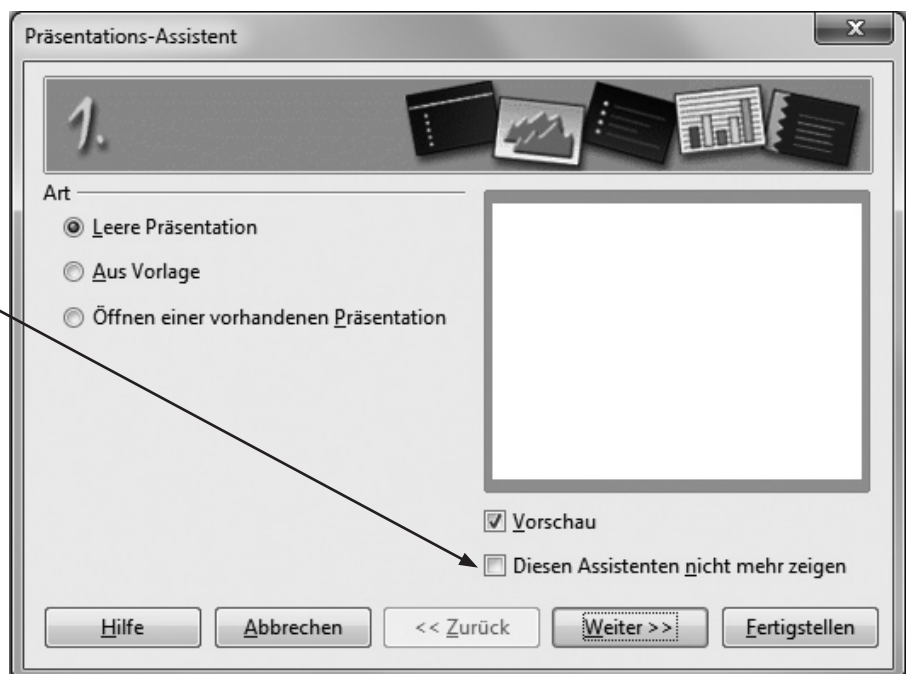 Präsentations-Assistent
1.
Art
Leere Präsentation
Aus Vorlage
Öffnen einer vorhandenen Präsentation
Vorschau
Diesen Assistenten nicht mehr zeigen
Hilfe
Abbrechen
<< Zurück
Weiter >>
Fertigstellen